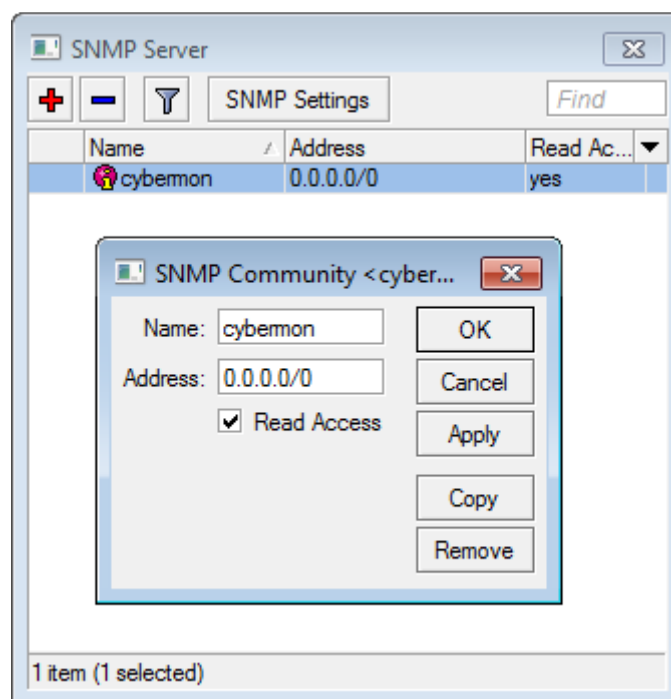 SNMP Server
SNMP Settings Find
Name Address Read Ac...
cybermon 0.0.0.0/0 yes
SNMP Community <cyber...
Name: cybermon OK
Address: 0.0.0.0/0 Cancel
Read Access Apply
Copy
Remove
1 item (1 selected)